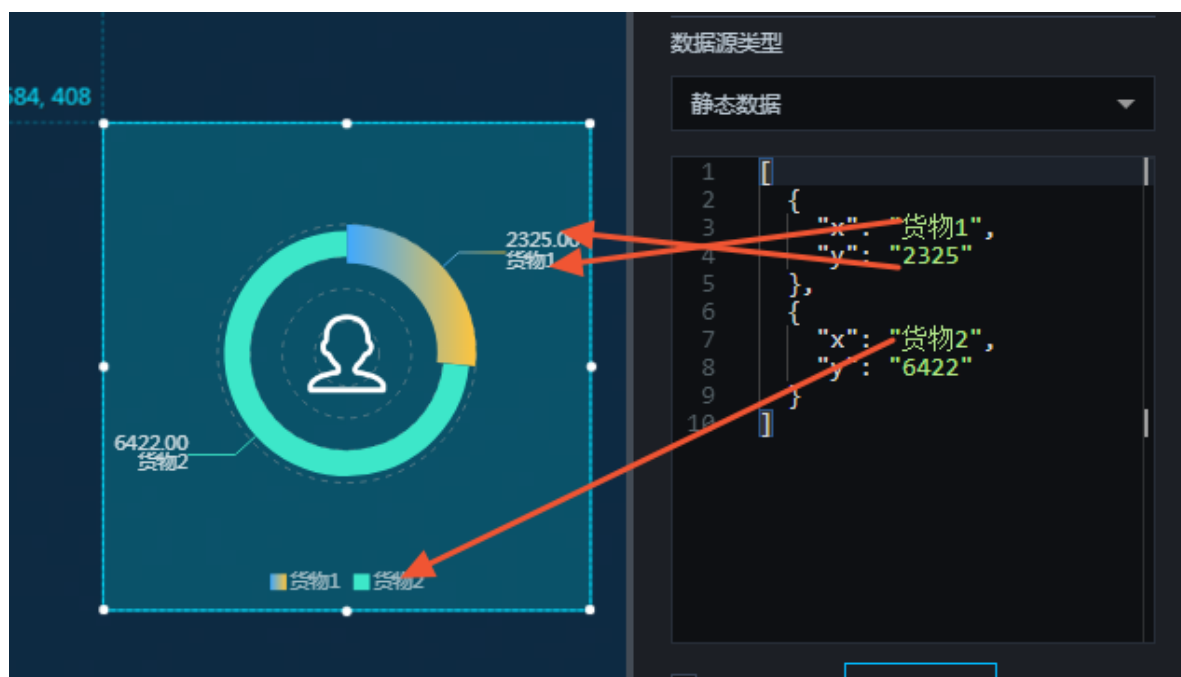 584, 408
2325.00
货物1
6422.00
货物2
货物1 货物2
数据源类型
静态数据
1 [
2 {
3 "x": "货物1",
4 "y": "2325"
5 },
6 {
7 "x": "货物2",
8 "y": "6422"
9 }
10 ]